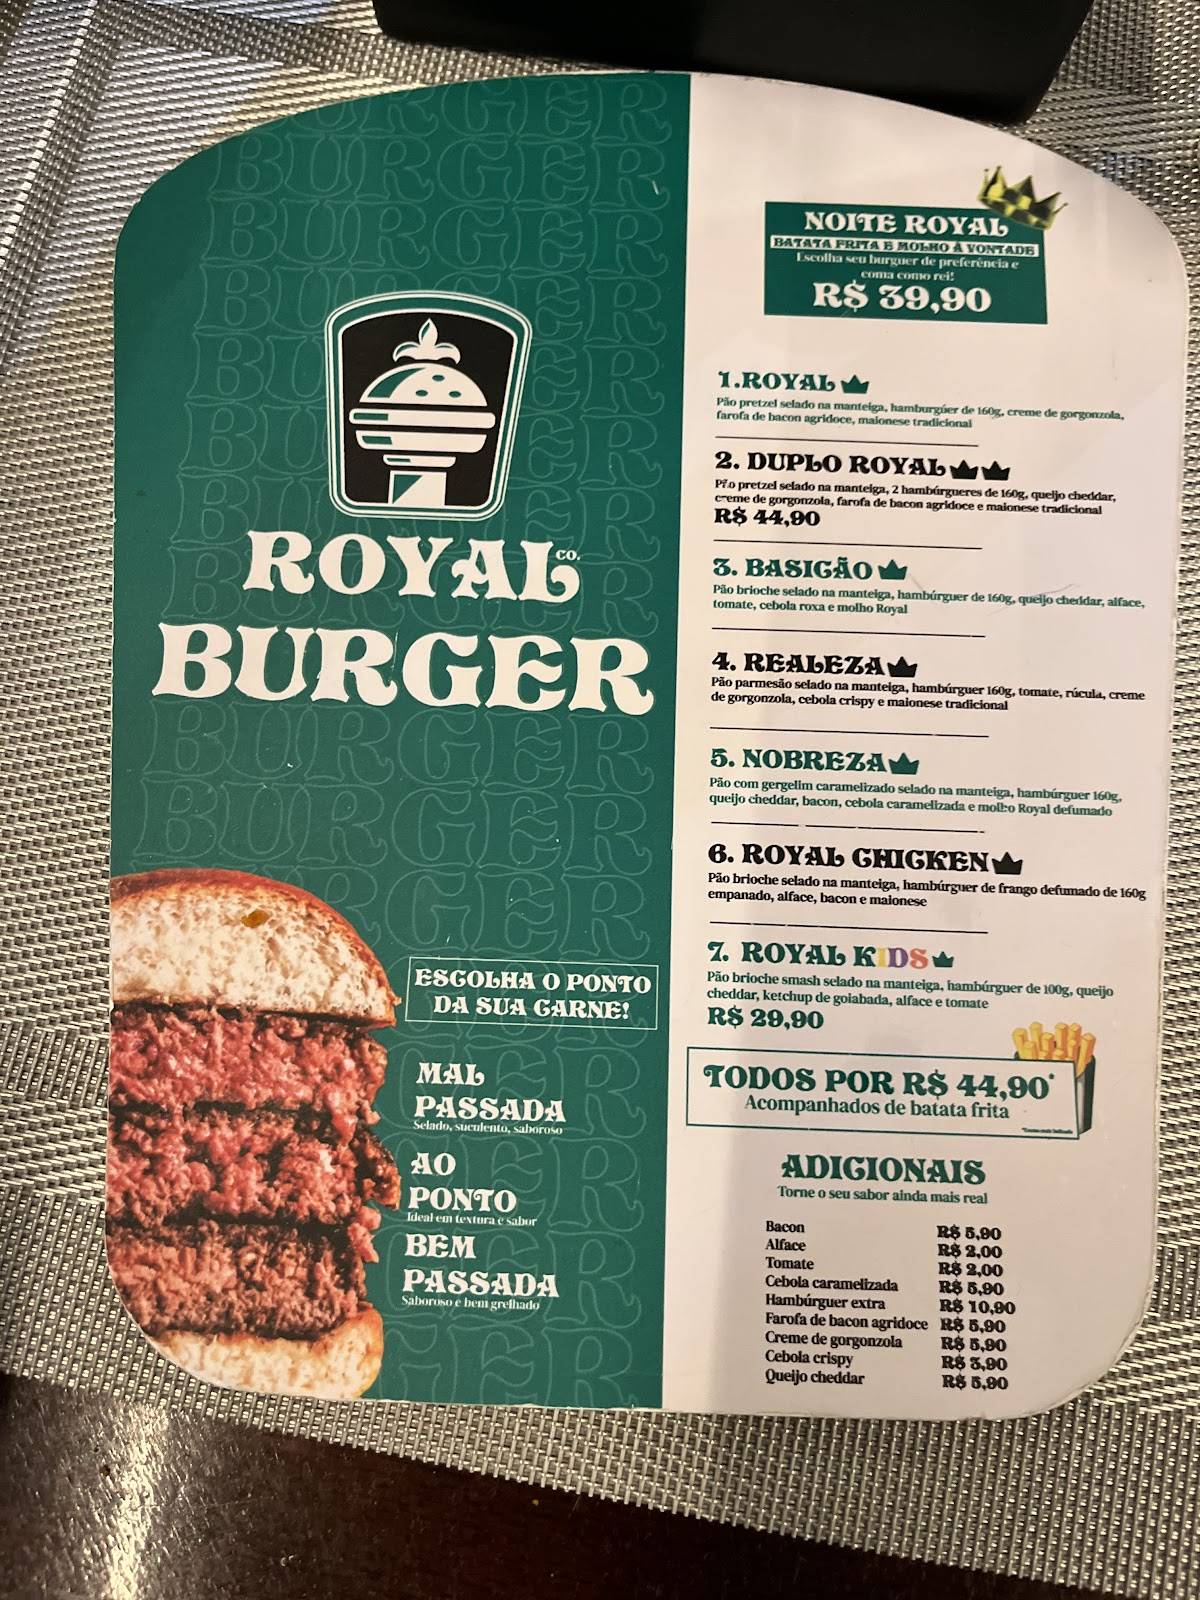 ROYAL CO.
BURGER
ESCOLHA O PONTO
DA SUA CARNE!
MAL
PASSADA
Selado, suculento, saboroso
AO
PONTO
Ideal em textura e sabor
BEM
PASSADA
Saboroso e bem grelhado
NOITE ROYAL
BATATA FRITA E MOLHO À VONTADE
Escolha seu burguer de preferência e
coma como rei!
R$ 39,90
1.ROYAL
Pão pretzel selado na manteiga, hambúrguer de 160g, creme de gorgonzola,
farofa de bacon agridoce, maionese tradicional
2. DUPLO ROYAL
Pão pretzel selado na manteiga, 2 hambúrgueres de 160g, queijo cheddar,
creme de gorgonzola, farofa de bacon agridoce e maionese tradicional
R$ 44,90
3. BASICÃO
Pão brioche selado na manteiga, hambúrguer de 160g, queijo cheddar, alface,
tomate, cebola roxa e molho Royal
4. REALEZA
Pão parmesão selado na manteiga, hambúrguer 160g, tomate, rúcula, creme
de gorgonzola, cebola crispy e maionese tradicional
5. NOBREZA
Pão com gergelim caramelizado selado na manteiga, hambúrguer 160g,
queijo cheddar, bacon, cebola caramelizada e molho Royal defumado
6. ROYAL CHICKEN
Pão brioche selado na manteiga, hambúrguer de frango defumado de 160g
empanado, alface, bacon e maionese
7. ROYAL KIDS
Pão brioche smash selado na manteiga, hambúrguer de 100g, queijo
cheddar, ketchup de goiabada, alface e tomate
R$ 29,90
TODOS POR R$ 44,90*
Acompanhados de batata frita
ADICIONAIS
Torne o seu sabor ainda mais real
Bacon R$ 5,90
Alface R$ 2,00
Tomate R$ 2,00
Cebola caramelizada R$ 5,90
Hambúrguer extra R$ 10,90
Farofa de bacon agridoce R$ 5,90
Creme de gorgonzola R$ 5,90
Cebola crispy R$ 3,90
Queijo cheddar R$ 5,90